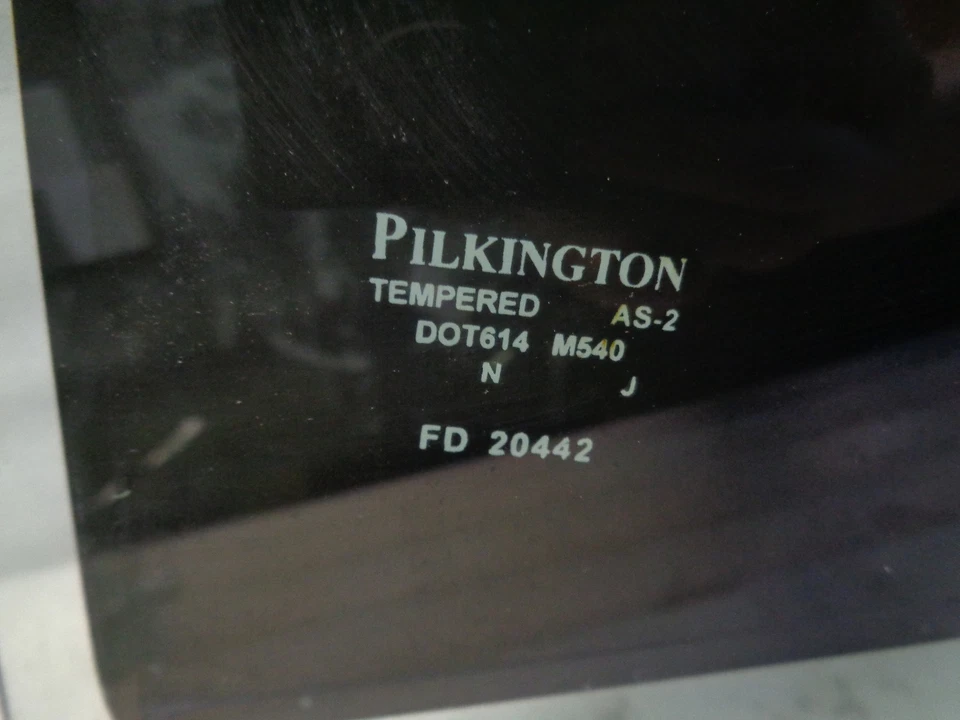 PILKINGTON
TEMPERED AS-2
DOT614 M540
N J
FD 20442